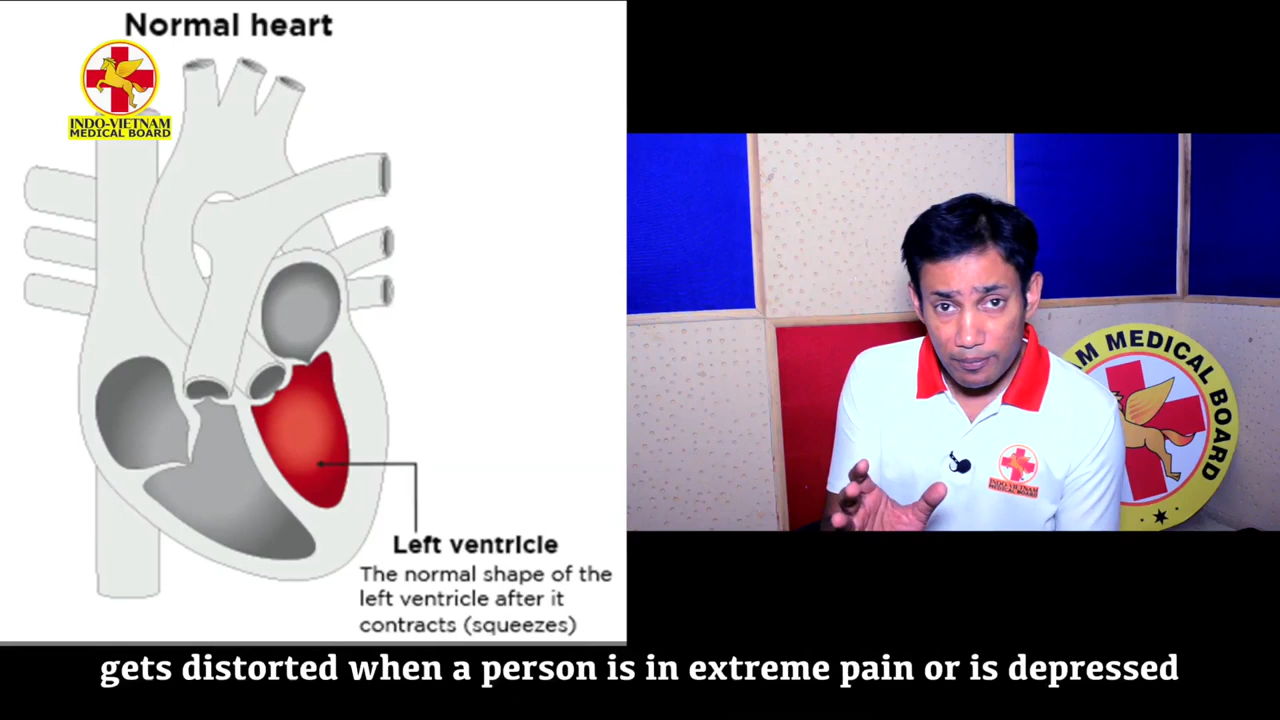 Normal heart
INDO-VIETNAM
MEDICAL BOARD
M MEDICAL BOARD
INDO-VIETNAM
MEDICAL BOARD
Left ventricle
The normal shape of the
left ventricle after it
contracts (squeezes)
gets distorted when a person is in extreme pain or is depressed